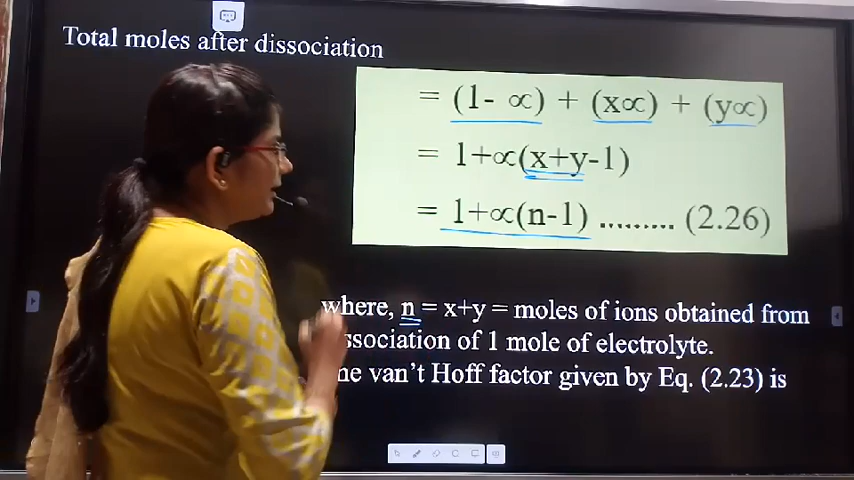 Total moles after dissociation
= (1- ∝) + (x∝) + (y∝)
= 1+∝(x+y-1)
= 1+∝(n-1) ......... (2.26)
where, n = x+y = moles of ions obtained from
ssociation of 1 mole of electrolyte.
he van't Hoff factor given by Eq. (2.23) is